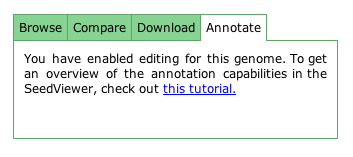 Browse Compare Download Annotate
You have enabled editing for this genome. To get
an overview of the annotation capabilities in the
SeedViewer, check out this tutorial.